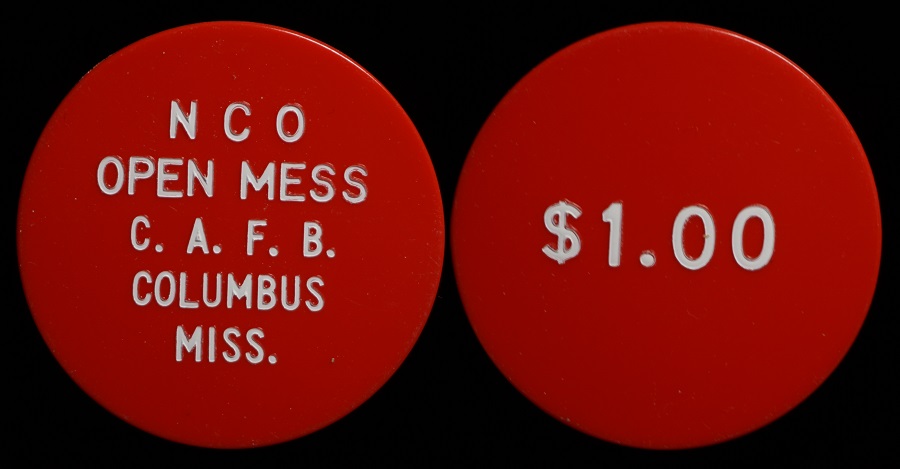 N C O
OPEN MESS
C. A. F. B.
COLUMBUS
MISS.
$1.00